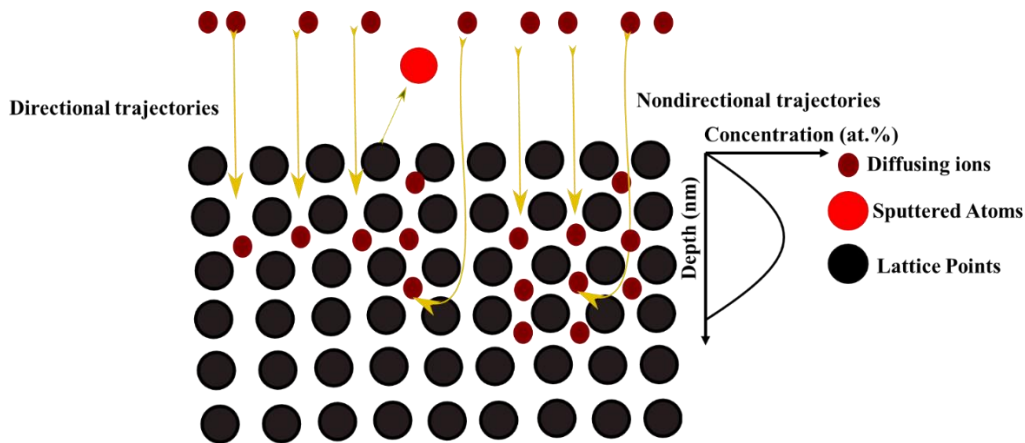 Directional trajectories
Nondirectional trajectories
Concentration (at.%)
Depth (nm)
Diffusing ions
Sputtered Atoms
Lattice Points